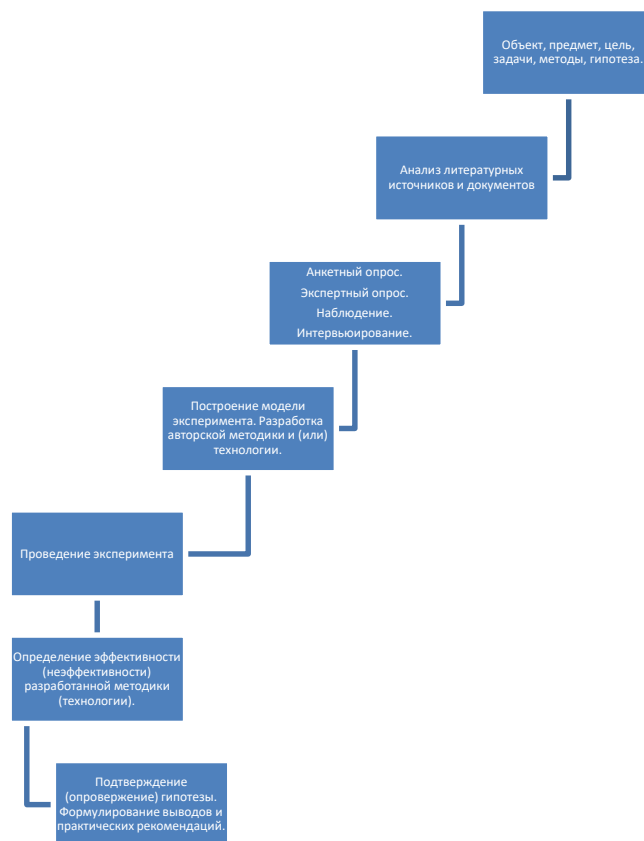 Объект, предмет, цель,
задачи, методы, гипотеза.
Анализ литературных
источников и документов
Анкетный опрос.
Экспертный опрос.
Наблюдение.
Интервьюирование.
Построение модели
эксперимента. Разработка
авторской методики и (или)
технологии.
Проведение эксперимента
Определение эффективности
(неэффективности)
разработанной методики
(технологии).
Подтверждение
(опровержение) гипотезы.
Формулирование выводов и
практических рекомендаций.